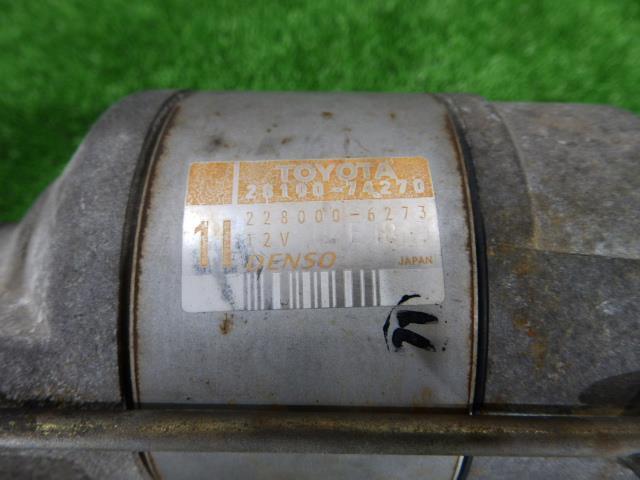 TOYOTA
28100-7A270
228000-6273
12V
DENSO
JAPAN